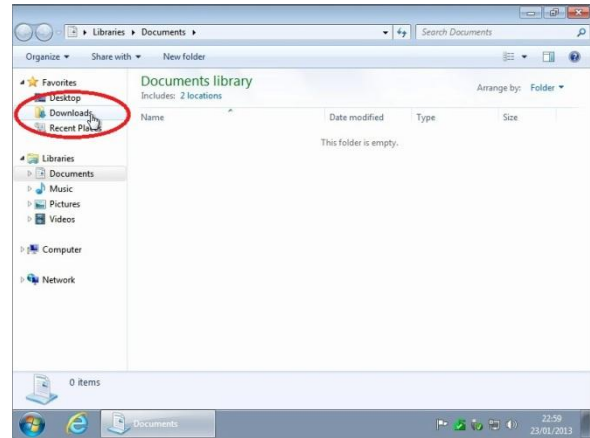 Libraries Documents
Search Documents
Organize Share with New folder
Favorites
Desktop
Downloads
Recent Places
Libraries
Documents
Music
Pictures
Videos
Computer
Network
Documents library
Includes: 2 locations
Arrange by: Folder
Name Date modified Type Size
This folder is empty.
0 items
Documents
22:59
23/01/2013